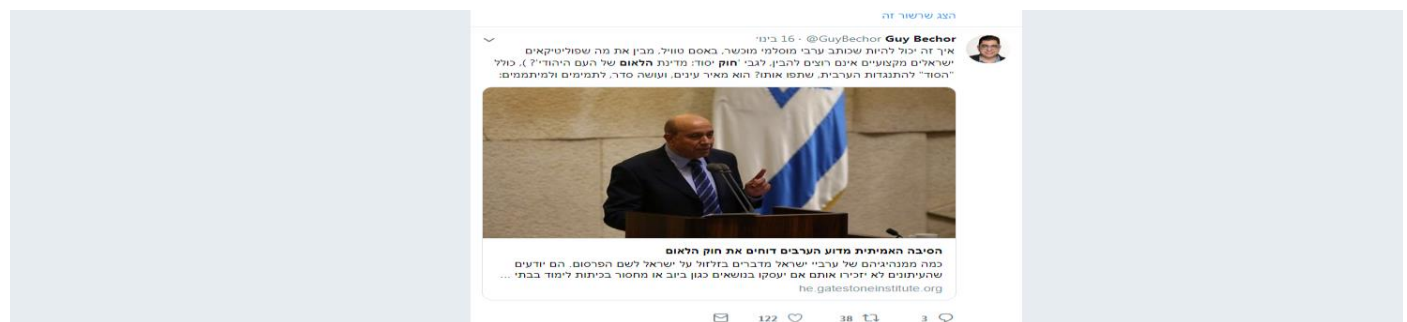 הצג שרשור זה
Guy Bechor @GuyBechor · 16 בינוי
איך זה יכול להיות שכותב ערבי מוסלמי מוכשר, באסם טוויל, מבין את מה שפוליטיקאים
ישראלים מקצועיים אינם רוצים להבין, לגבי 'חוק יסוד: מדינת הלאום של העם היהודי'? ), כולל
"הסוד" להתנגדות הערבית, שתפו אותו? הוא מאיר עינים, ועושה סדר, לתמימים ולמיתממים:
הסיבה האמיתית מדוע הערבים דוחים את חוק הלאום
כמה ממנהיגיהם של ערביי ישראל מדברים בזלזול על ישראל לשם הפרסום. הם יודעים
שהעיתונים לא יזכירו אותם אם יעסקו בנושאים כגון ביוב או מחסור בכיתות לימוד בבתי ...
he.gatestoneinstitute.org
3 38 122